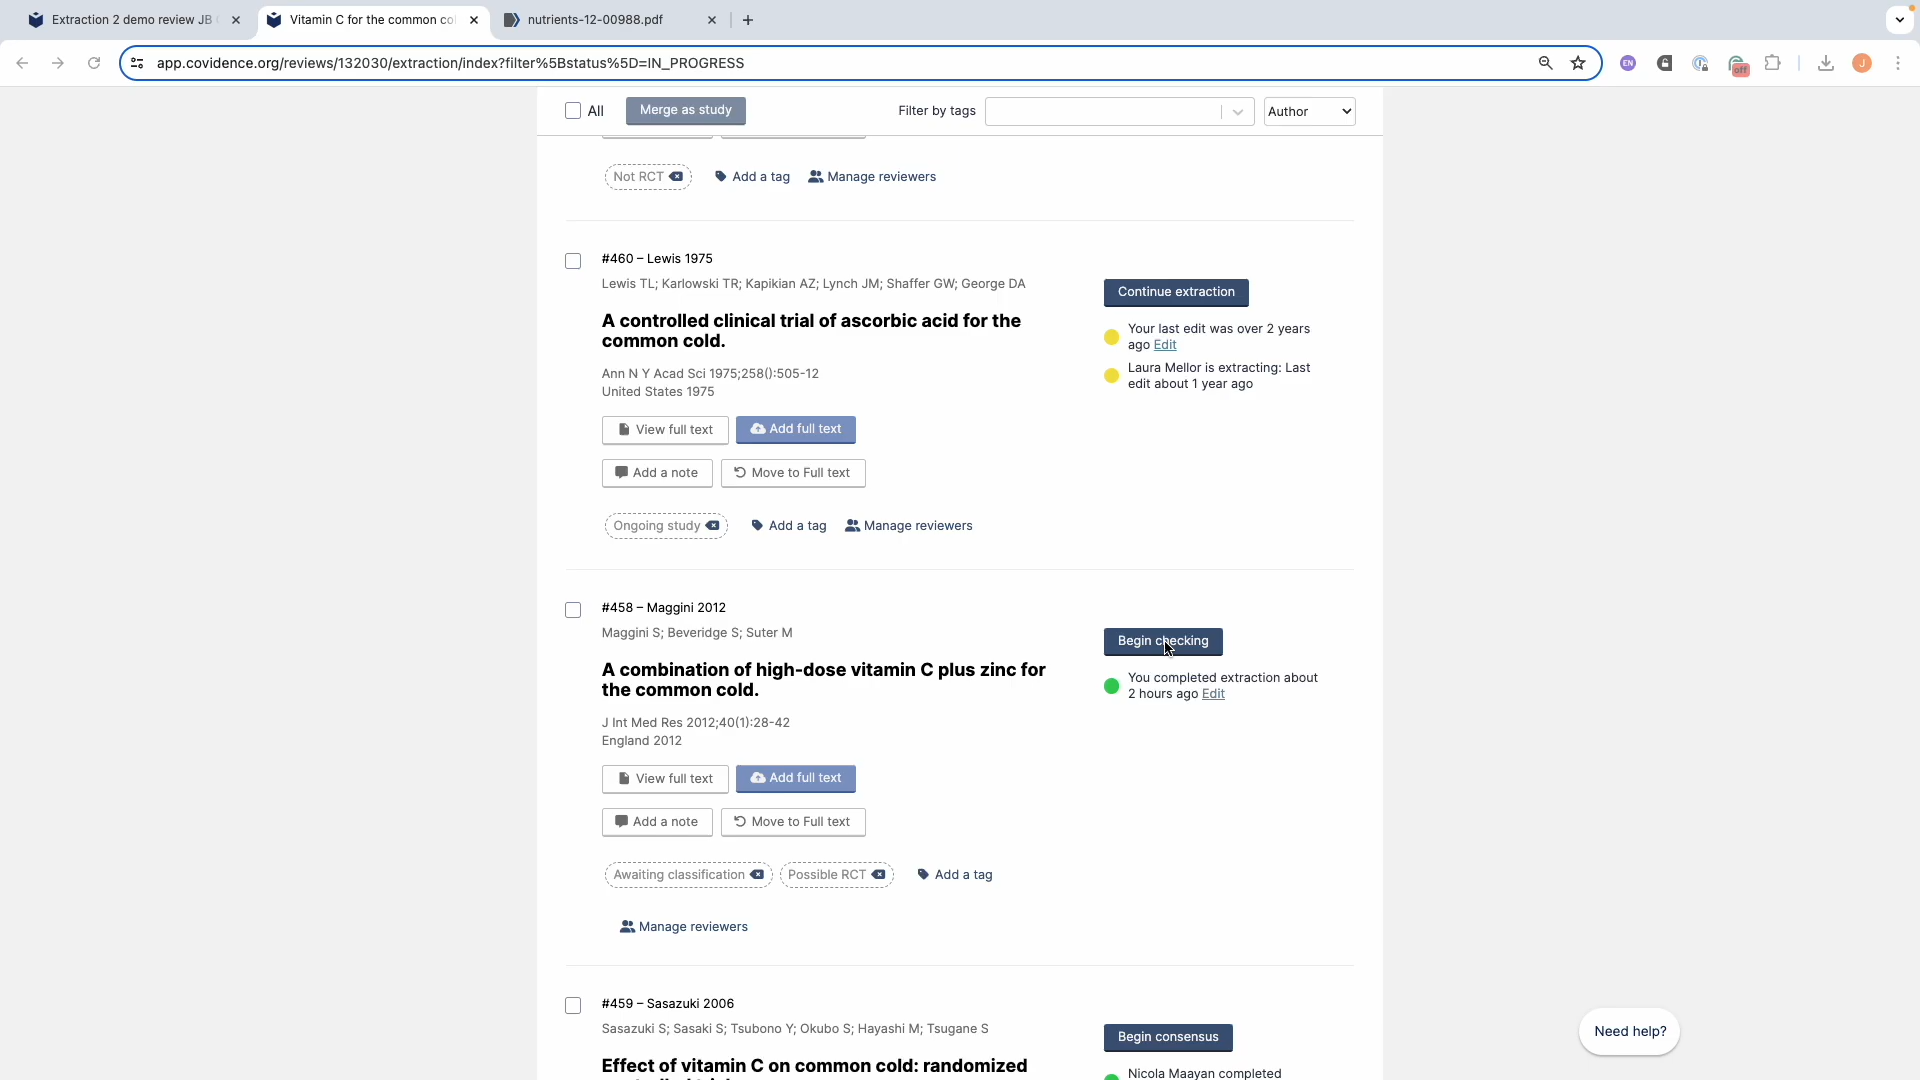 Extraction 2 demo review JB
Vitamin C for the common co
nutrients-12-00988.pdf
app.covidence.org/reviews/132030/extraction/index?filter%5Bstatus%5D=IN_PROGRESS
EN
off
J
All
Merge as study
Filter by tags
Author
Not RCT
Add a tag
Manage reviewers
#460 – Lewis 1975
Lewis TL; Karlowski TR; Kapikian AZ; Lynch JM; Shaffer GW; George DA
A controlled clinical trial of ascorbic acid for the
common cold.
Ann N Y Acad Sci 1975;258():505-12
United States 1975
View full text
Add full text
Add a note
Move to Full text
Ongoing study
Add a tag
Manage reviewers
Continue extraction
Your last edit was over 2 years
ago Edit
Laura Mellor is extracting: Last
edit about 1 year ago
#458 – Maggini 2012
Maggini S; Beveridge S; Suter M
A combination of high-dose vitamin C plus zinc for
the common cold.
J Int Med Res 2012;40(1):28-42
England 2012
View full text
Add full text
Add a note
Move to Full text
Awaiting classification
Possible RCT
Add a tag
Manage reviewers
Begin checking
You completed extraction about
2 hours ago Edit
#459 – Sasazuki 2006
Sasazuki S; Sasaki S; Tsubono Y; Okubo S; Hayashi M; Tsugane S
Effect of vitamin C on common cold: randomized
Begin consensus
Nicola Maayan completed
Need help?